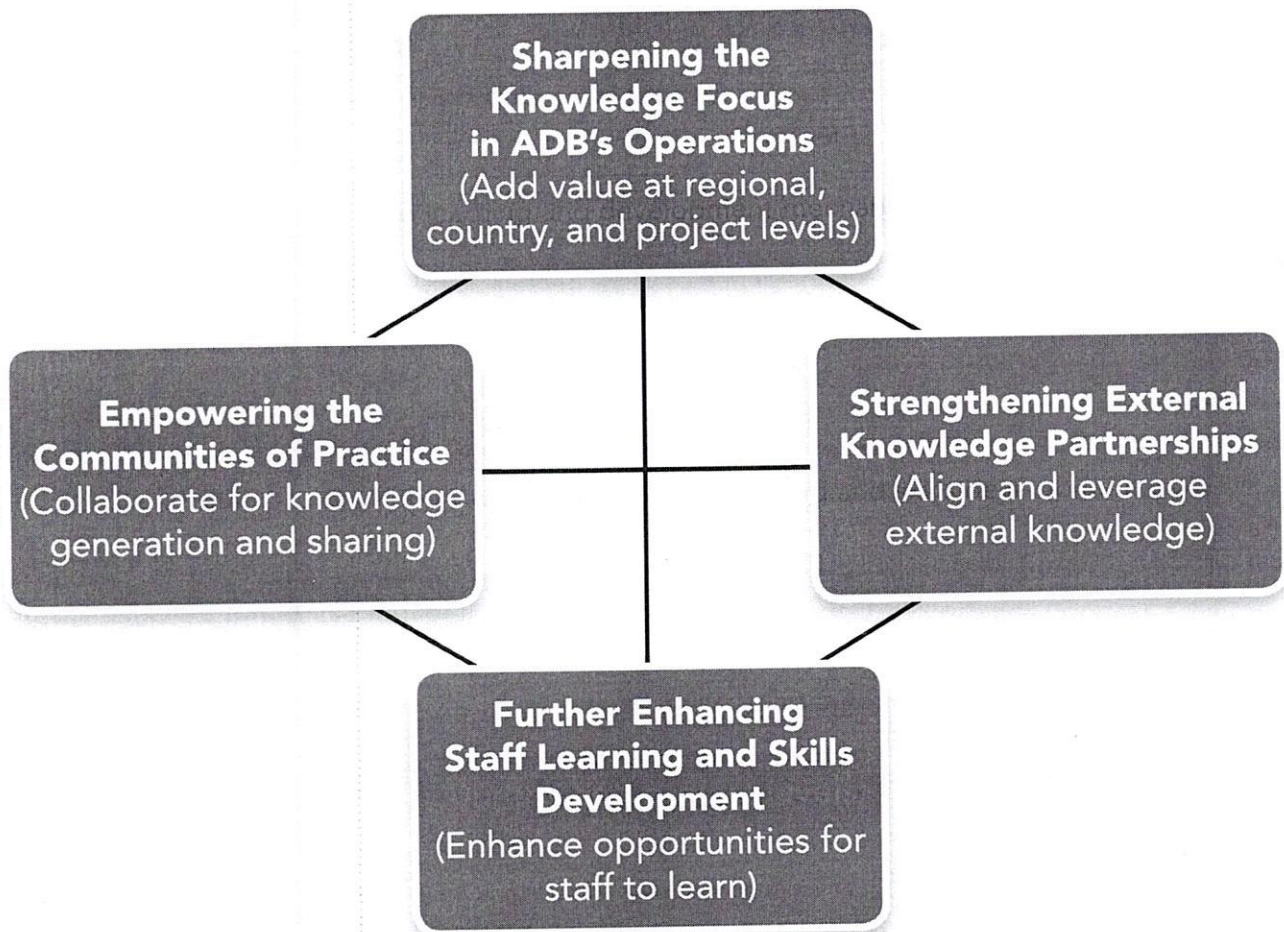 Sharpening the
Knowledge Focus
in ADB's Operations
(Add value at regional,
country, and project levels)
Empowering the
Communities of Practice
(Collaborate for knowledge
generation and sharing)
Strengthening External
Knowledge Partnerships
(Align and leverage
external knowledge)
Further Enhancing
Staff Learning and Skills
Development
(Enhance opportunities for
staff to learn)